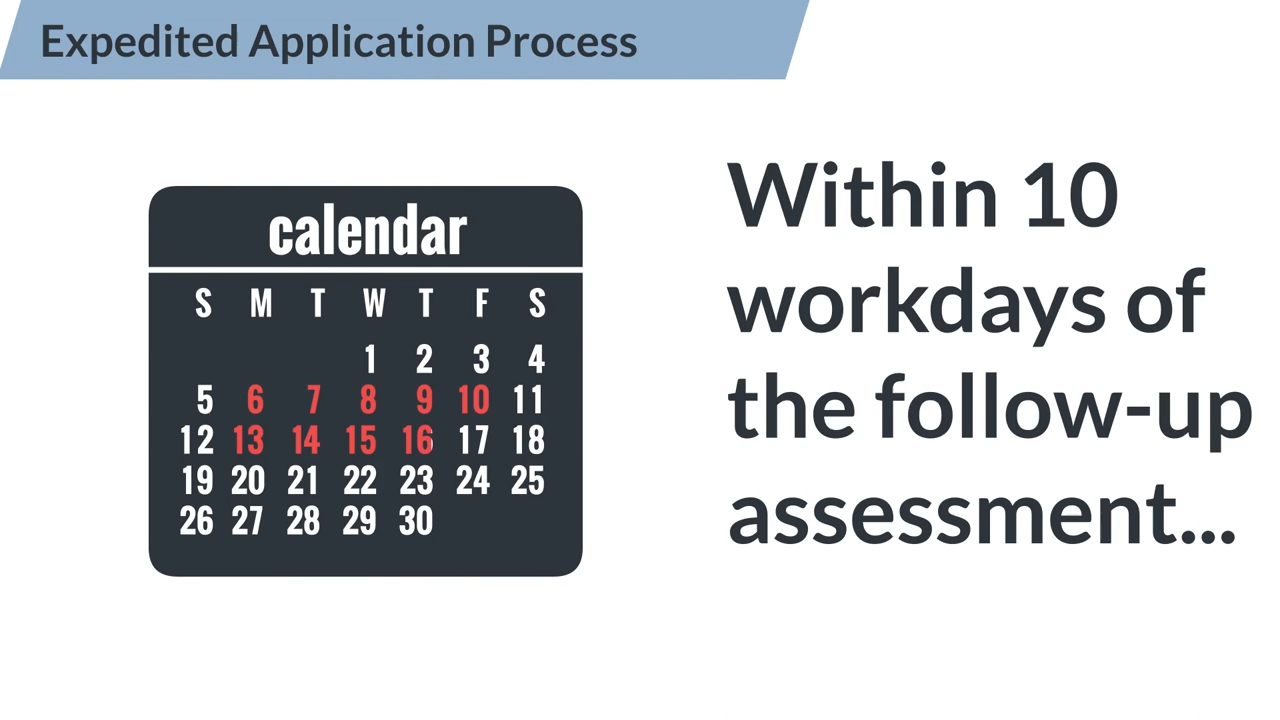 Expedited Application Process
calendar
S M T W T F S
1 2 3 4
5 6 7 8 9 10 11
12 13 14 15 16 17 18
19 20 21 22 23 24 25
26 27 28 29 30
Within 10
workdays of
the follow-up
assessment...